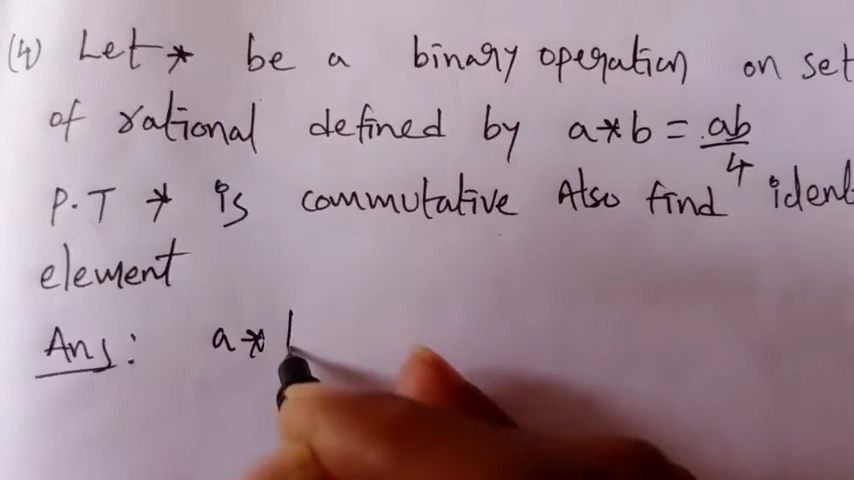 (4) Let * be a binary operation on set
of rational defined by a*b = ab/4
P.T * is commutative Also find ident
element
Ans: a*